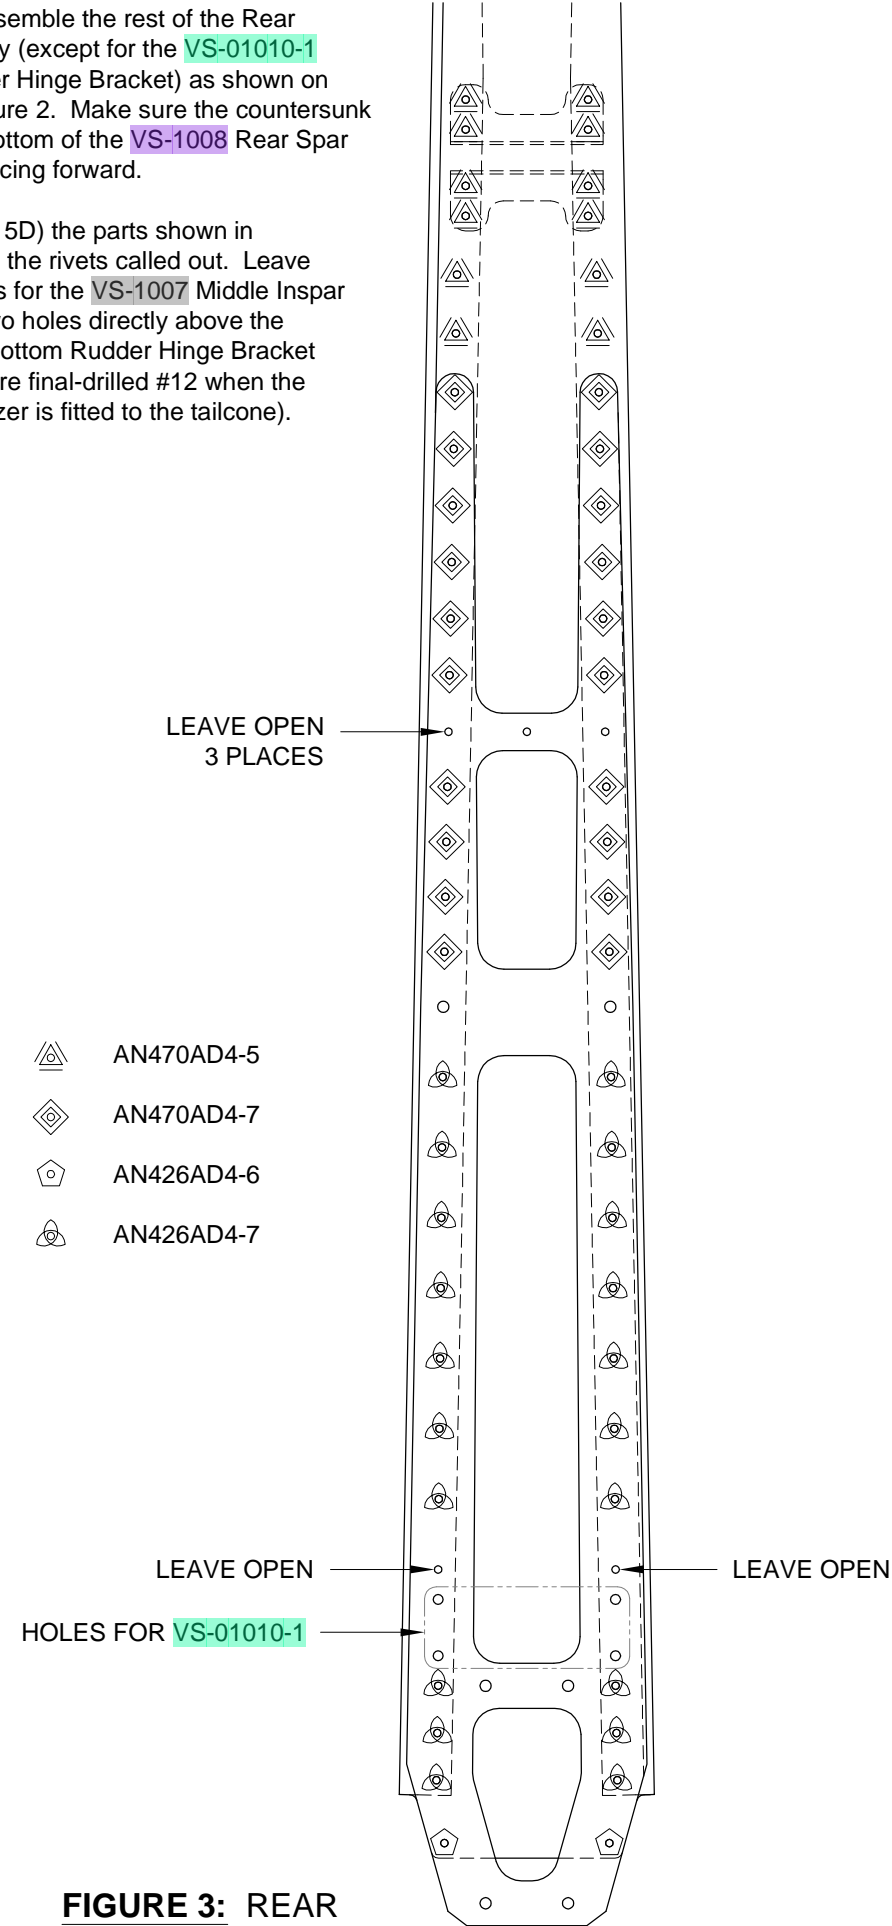 semble the rest of the Rear
y (except for the VS-01010-1
er Hinge Bracket) as shown on
ure 2. Make sure the countersunk
ottom of the VS-1008 Rear Spar
cing forward.
5D) the parts shown in
the rivets called out. Leave
s for the VS-1007 Middle Inspar
vo holes directly above the
ottom Rudder Hinge Bracket
re final-drilled #12 when the
zer is fitted to the tailcone).
LEAVE OPEN
3 PLACES
AN470AD4-5
AN470AD4-7
AN426AD4-6
AN426AD4-7
LEAVE OPEN
LEAVE OPEN
HOLES FOR VS-01010-1
FIGURE 3: REAR